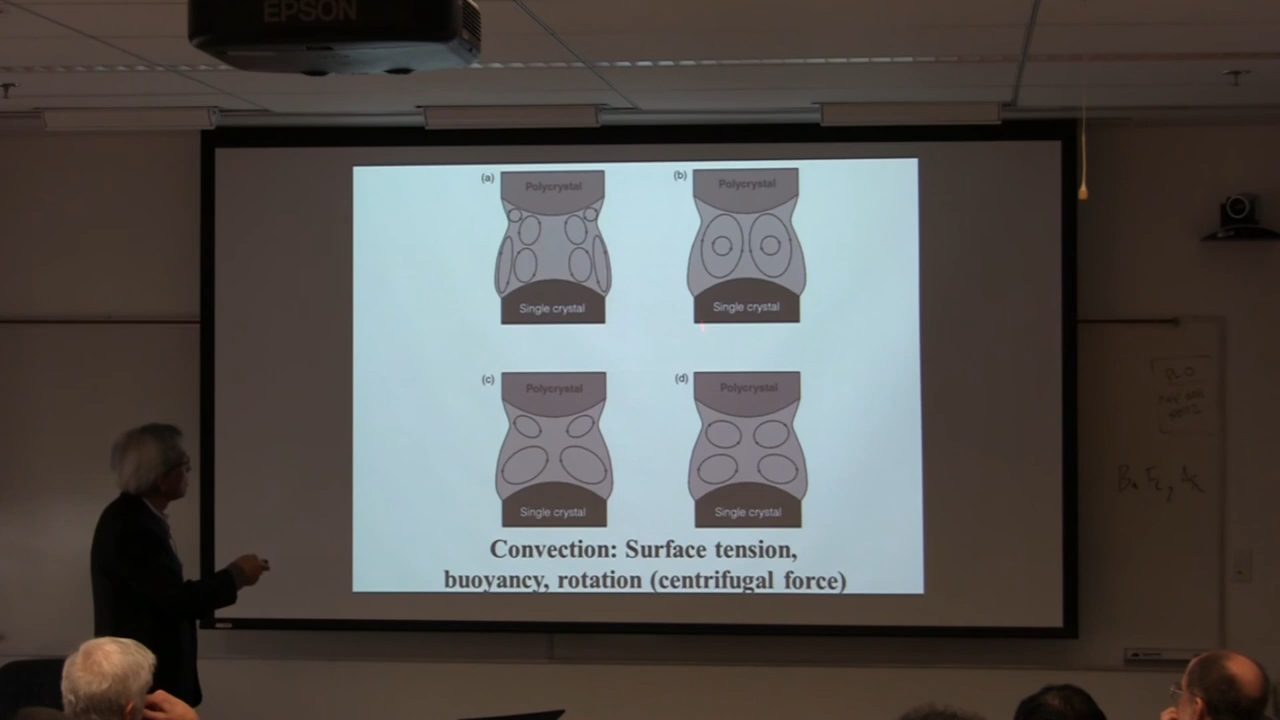 EPSON
(a)
Polycrystal
Single crystal
(b)
Polycrystal
Single crystal
(c)
Polycrystal
Single crystal
(d)
Polycrystal
Single crystal
Convection: Surface tension,
buoyancy, rotation (centrifugal force)